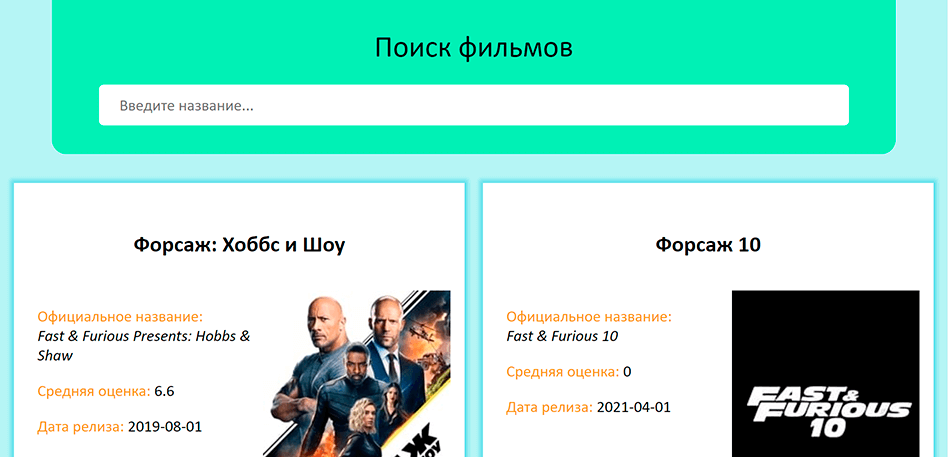 Поиск фильмов
Введите название...
Форсаж: Хоббс и Шоу
Официальное название:
Fast & Furious Presents: Hobbs &
Shaw
Средняя оценка: 6.6
Дата релиза: 2019-08-01
Форсаж 10
Официальное название:
Fast & Furious 10
Средняя оценка: 0
Дата релиза: 2021-04-01
FAST &
FURIOUS
10